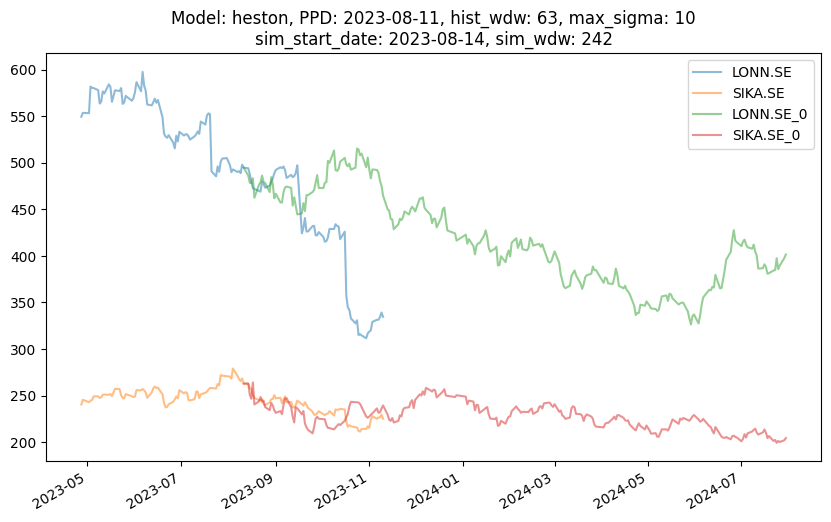 Model: heston, PPD: 2023-08-11, hist_wdw: 63, max_sigma: 10
sim_start_date: 2023-08-14, sim_wdw: 242
LONN.SE
SIKA.SE
LONN.SE_0
SIKA.SE_0
600
550
500
450
400
350
300
250
200
2023-05
2023-07
2023-09
2023-11
2024-01
2024-03
2024-05
2024-07